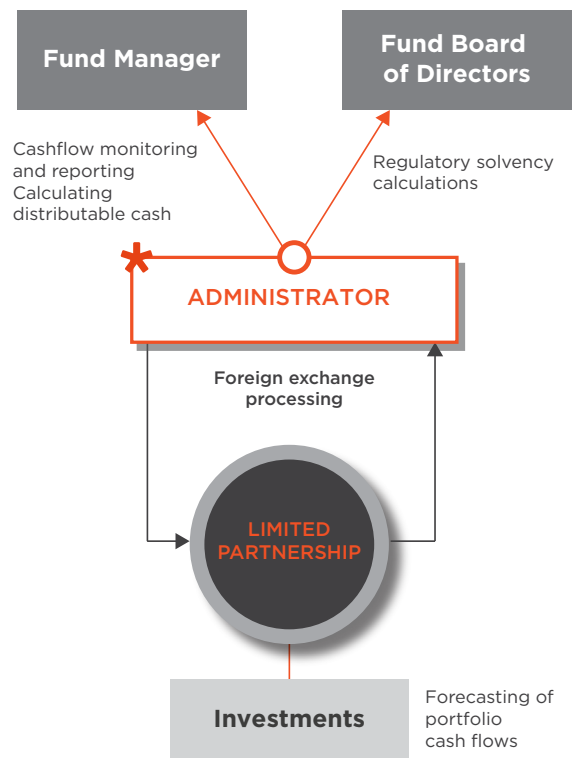 Fund Manager
Fund Board
of Directors
Cashflow monitoring
and reporting
Calculating
distributable cash
Regulatory solvency
calculations
*
ADMINISTRATOR
Foreign exchange
processing
LIMITED
PARTNERSHIP
Investments
Forecasting of
portfolio
cash flows